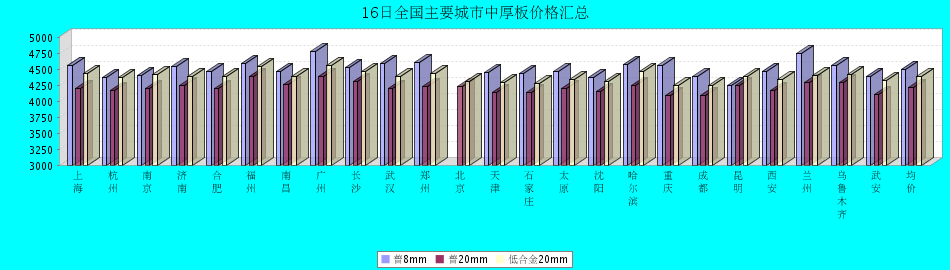 16日全国主要城市中厚板价格汇总
5000
4750
4500
4250
4000
3750
3500
3250
3000
上海
杭州
南京
济南
合肥
福州
南昌
广州
长沙
武汉
郑州
北京
天津
石家庄
太原
沈阳
哈尔滨
重庆
成都
昆明
西安
兰州
乌鲁木齐
武安
均价
普8mm 普20mm 低合金20mm